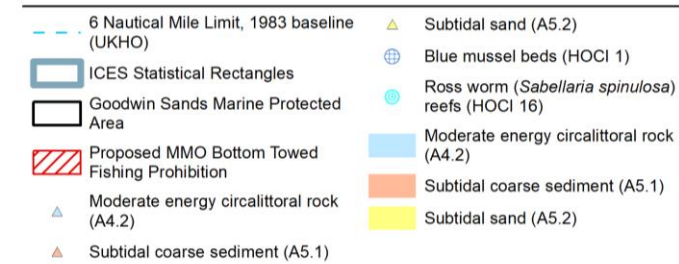 6 Nautical Mile Limit, 1983 baseline
(UKHO)
ICES Statistical Rectangles
Goodwin Sands Marine Protected
Area
Proposed MMO Bottom Towed
Fishing Prohibition
Moderate energy circalittoral rock
(A4.2)
Subtidal coarse sediment (A5.1)
Subtidal sand (A5.2)
Blue mussel beds (HOCI 1)
Ross worm (Sabellaria spinulosa)
reefs (HOCI 16)
Moderate energy circalittoral rock
(A4.2)
Subtidal coarse sediment (A5.1)
Subtidal sand (A5.2)